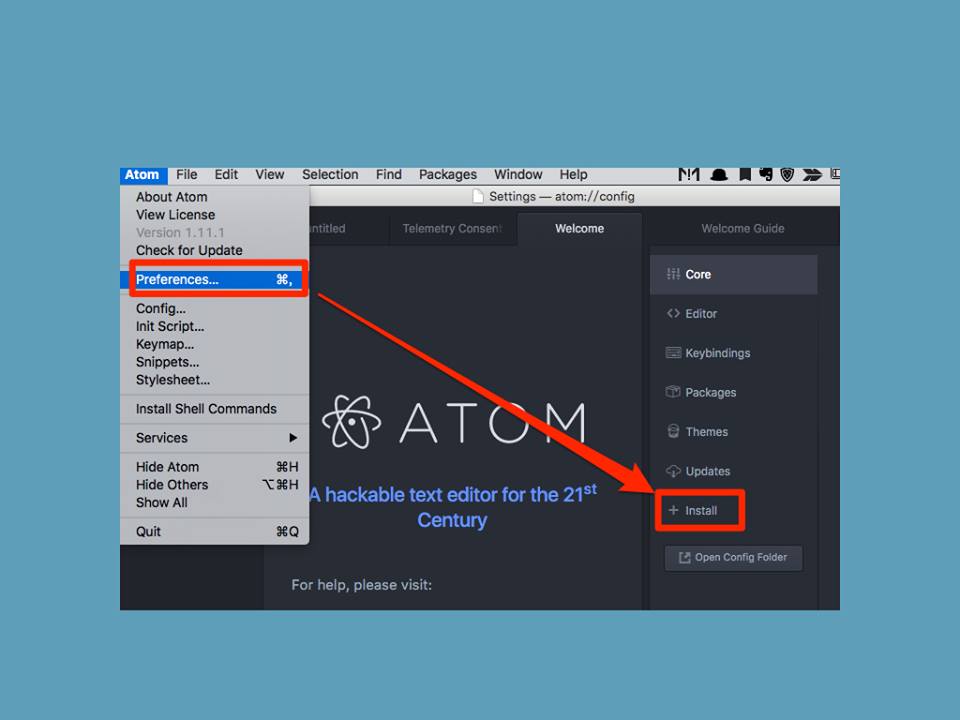 Atom File Edit View Selection Find Packages Window Help
Settings — atom://config
About Atom
View License
Version 1.11.1
Check for Update
Preferences... ⌘,
Config...
Init Script...
Keymap...
Snippets...
Stylesheet...
Install Shell Commands
Services ▶
Hide Atom ⌘H
Hide Others ⌥⌘H
Show All
Quit ⌘Q
ntitled Telemetry Consent Welcome Welcome Guide
ATOM
A hackable text editor for the 21st
Century
For help, please visit:
Core
Editor
Keybindings
Packages
Themes
Updates
+ Install
Open Config Folder